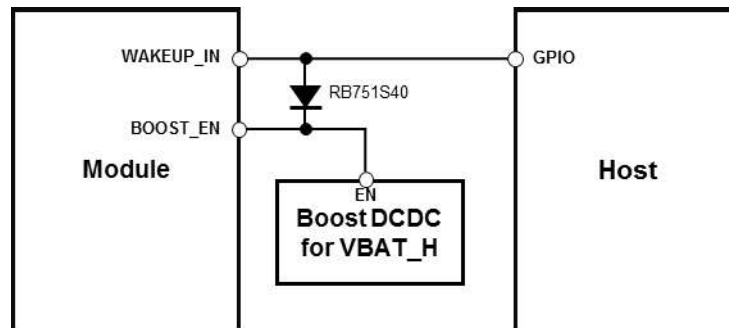 WAKEUP_IN
GPIO
RB751S40
BOOST_EN
Module
Host
EN
Boost DCDC
for VBAT_H